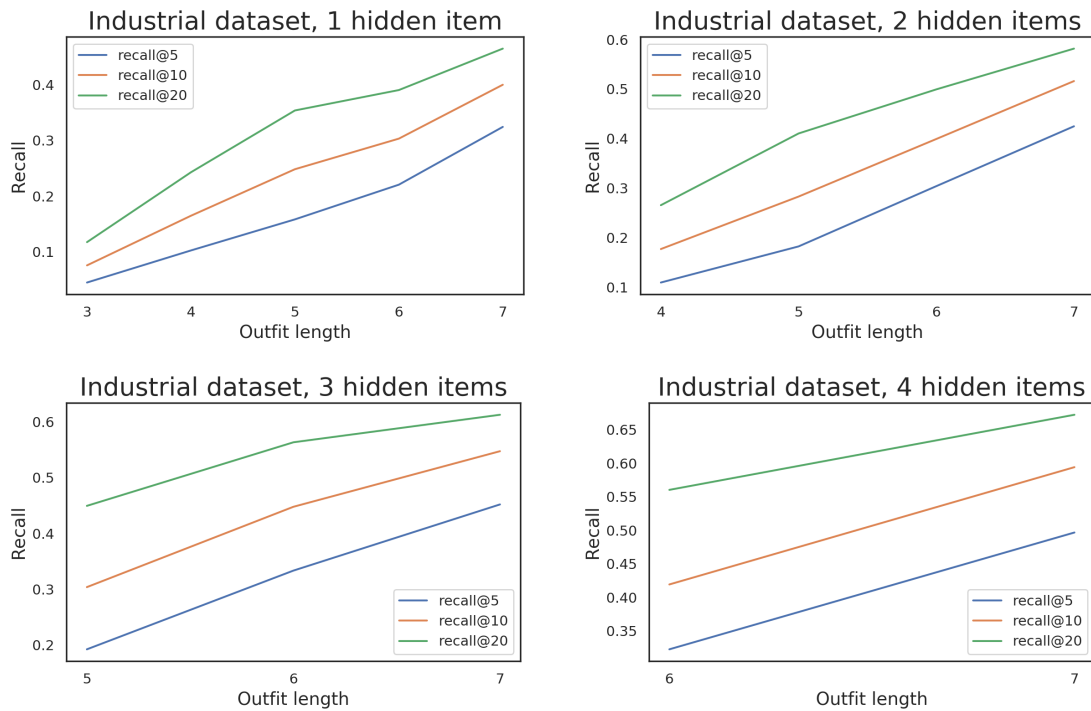 Industrial dataset, 1 hidden item
recall@5
recall@10
recall@20
0.4
0.3
0.2
0.1
Recall
3 4 5 6 7
Outfit length
Industrial dataset, 2 hidden items
recall@5
recall@10
recall@20
0.6
0.5
0.4
0.3
0.2
0.1
Recall
4 5 6 7
Outfit length
Industrial dataset, 3 hidden items
0.6
0.5
0.4
0.3
0.2
Recall
recall@5
recall@10
recall@20
5 6 7
Outfit length
Industrial dataset, 4 hidden items
0.65
0.60
0.55
0.50
0.45
0.40
0.35
Recall
recall@5
recall@10
recall@20
6 7
Outfit length